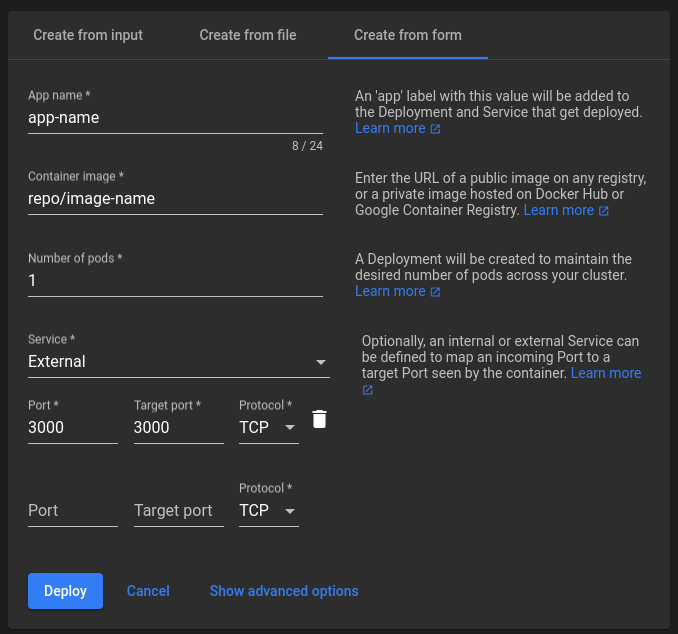 Create from input
Create from file
Create from form
App name *
app-name
8 / 24
An 'app' label with this value will be added to
the Deployment and Service that get deployed.
Learn more
Container image *
repo/image-name
Enter the URL of a public image on any registry,
or a private image hosted on Docker Hub or
Google Container Registry. Learn more
Number of pods *
1
A Deployment will be created to maintain the
desired number of pods across your cluster.
Learn more
Service *
External
Optionally, an internal or external Service can
be defined to map an incoming Port to a
target Port seen by the container. Learn more
Port *
3000
Target port *
3000
Protocol *
TCP
Port
Target port
Protocol *
TCP
Deploy
Cancel
Show advanced options